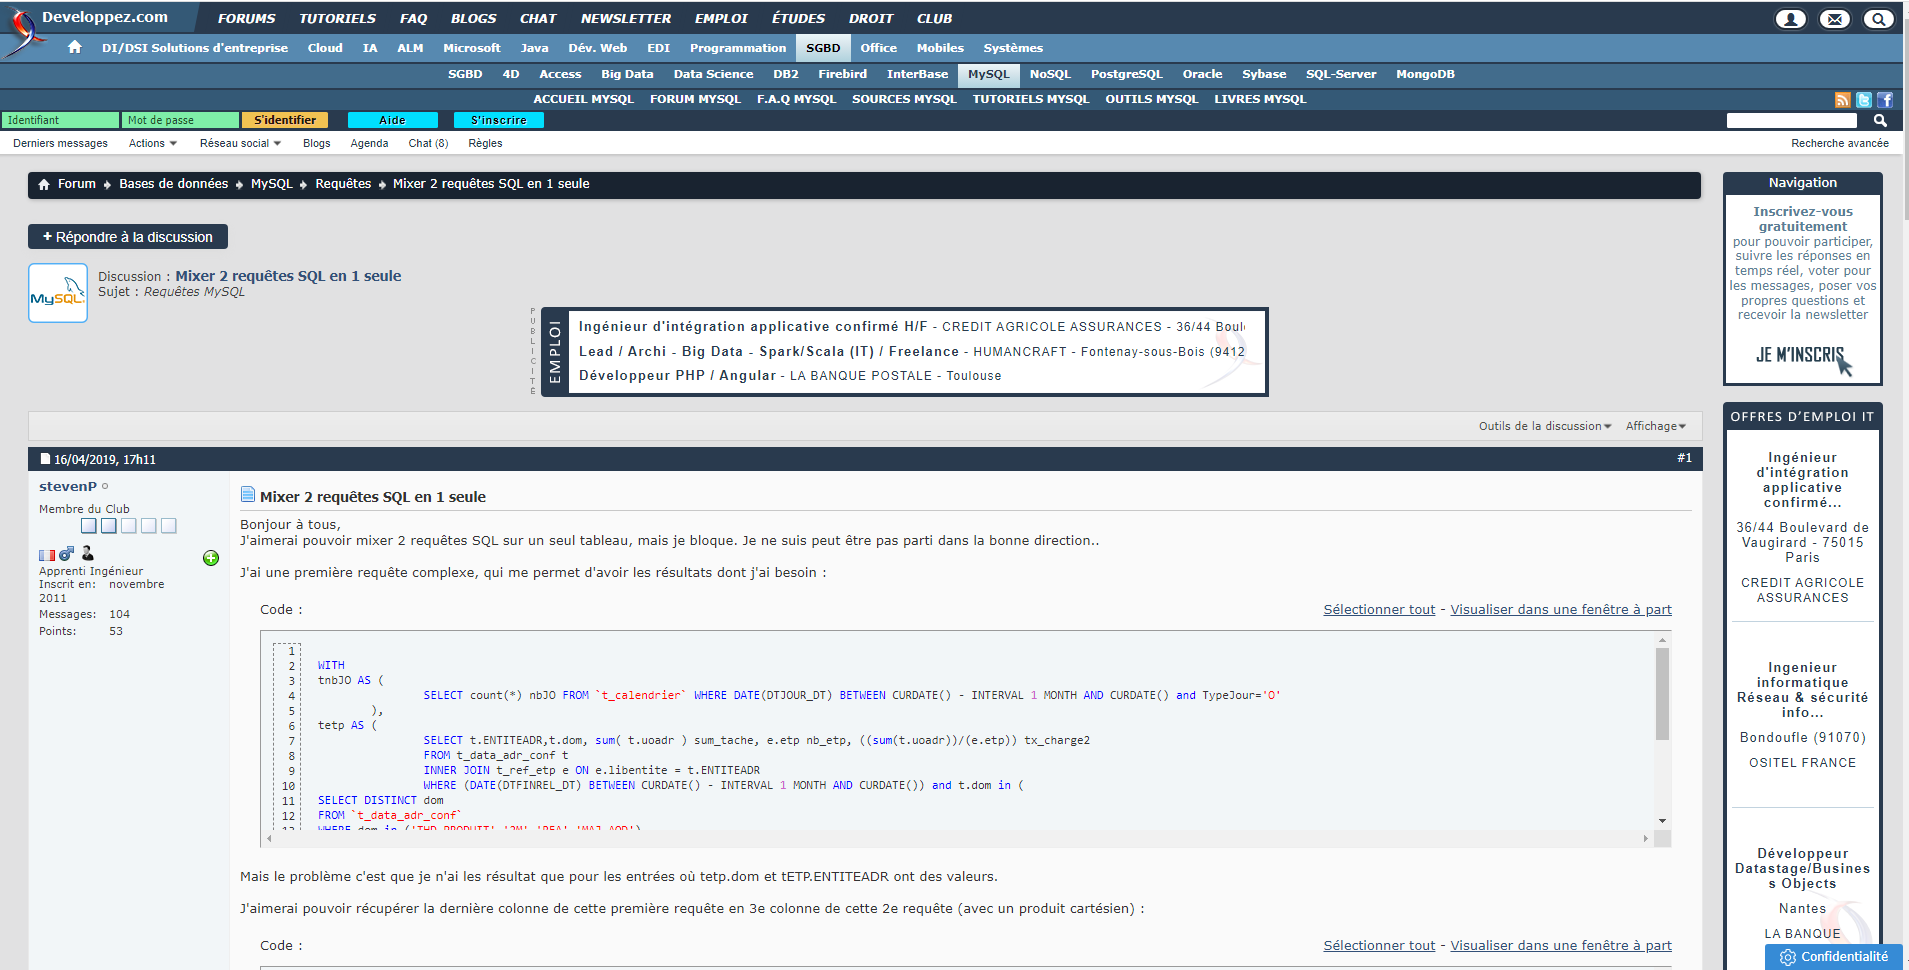 Developpez.com
FORUMS TUTORIELS FAQ BLOGS CHAT NEWSLETTER EMPLOI ÉTUDES DROIT CLUB
DI/DSI Solutions d'entreprise Cloud IA ALM Microsoft Java Dév. Web EDI Programmation SGBD Office Mobiles Systèmes
SGBD 4D Access Big Data Data Science DB2 Firebird InterBase MySQL NoSQL PostgreSQL Oracle Sybase SQL-Server MongoDB
ACCUEIL MYSQL FORUM MYSQL F.A.Q MYSQL SOURCES MYSQL TUTORIELS MYSQL OUTILS MYSQL LIVRES MYSQL
Identifiant Mot de passe S'identifier Aide S'inscrire
Derniers messages Actions Réseau social Blogs Agenda Chat (8) Règles Recherche avancée
Forum Bases de données MySQL Requêtes Mixer 2 requêtes SQL en 1 seule
+ Répondre à la discussion
MySQL
Discussion : Mixer 2 requêtes SQL en 1 seule
Sujet : Requêtes MySQL
PUBLICITÉ
EMPLOI
Ingénieur d'intégration applicative confirmé H/F - CREDIT AGRICOLE ASSURANCES - 36/44 Boul
Lead / Archi - Big Data - Spark/Scala (IT) / Freelance - HUMANCRAFT - Fontenay-sous-Bois (9412
Développeur PHP / Angular - LA BANQUE POSTALE - Toulouse
Outils de la discussion Affichage
16/04/2019, 17h11 #1
stevenP
Membre du Club
Apprenti Ingénieur
Inscrit en: novembre
2011
Messages: 104
Points: 53
Mixer 2 requêtes SQL en 1 seule
Bonjour à tous,
J'aimerai pouvoir mixer 2 requêtes SQL sur un seul tableau, mais je bloque. Je ne suis peut être pas parti dans la bonne direction..
J'ai une première requête complexe, qui me permet d'avoir les résultats dont j'ai besoin :
Code : Sélectionner tout - Visualiser dans une fenêtre à part
1
2 WITH
3 tnbJO AS (
4 SELECT count(*) nbJO FROM `t_calendrier` WHERE DATE(DTJOUR_DT) BETWEEN CURDATE() - INTERVAL 1 MONTH AND CURDATE() and TypeJour='O'
5 ),
6 tetp AS (
7 SELECT t.ENTITEADR,t.dom, sum( t.uoadr ) sum_tache, e.etp nb_etp, ((sum(t.uoadr))/(e.etp)) tx_charge2
8 FROM t_data_adr_conf t
9 INNER JOIN t_ref_etp e ON e.libentite = t.ENTITEADR
10 WHERE (DATE(DTFINREL_DT) BETWEEN CURDATE() - INTERVAL 1 MONTH AND CURDATE()) and t.dom in (
11 SELECT DISTINCT dom
12 FROM `t_data_adr_conf`
Mais le problème c'est que je n'ai les résultat que pour les entrées où tetp.dom et tETP.ENTITEADR ont des valeurs.
J'aimerai pouvoir récupérer la dernière colonne de cette première requête en 3e colonne de cette 2e requête (avec un produit cartésien) :
Code : Sélectionner tout - Visualiser dans une fenêtre à part
Navigation
Inscrivez-vous
gratuitement
pour pouvoir participer,
suivre les réponses en
temps réel, voter pour
les messages, poser vos
propres questions et
recevoir la newsletter
JE M'INSCRIS
OFFRES D'EMPLOI IT
Ingénieur
d'intégration
applicative
confirmé...
36/44 Boulevard de
Vaugirard - 75015
Paris
CREDIT AGRICOLE
ASSURANCES
Ingenieur
informatique
Réseau & sécurité
info...
Bondoufle (91070)
OSITEL FRANCE
Développeur
Datastage/Busines
s Objects
Nantes
LA BANQUE
Confidentialité